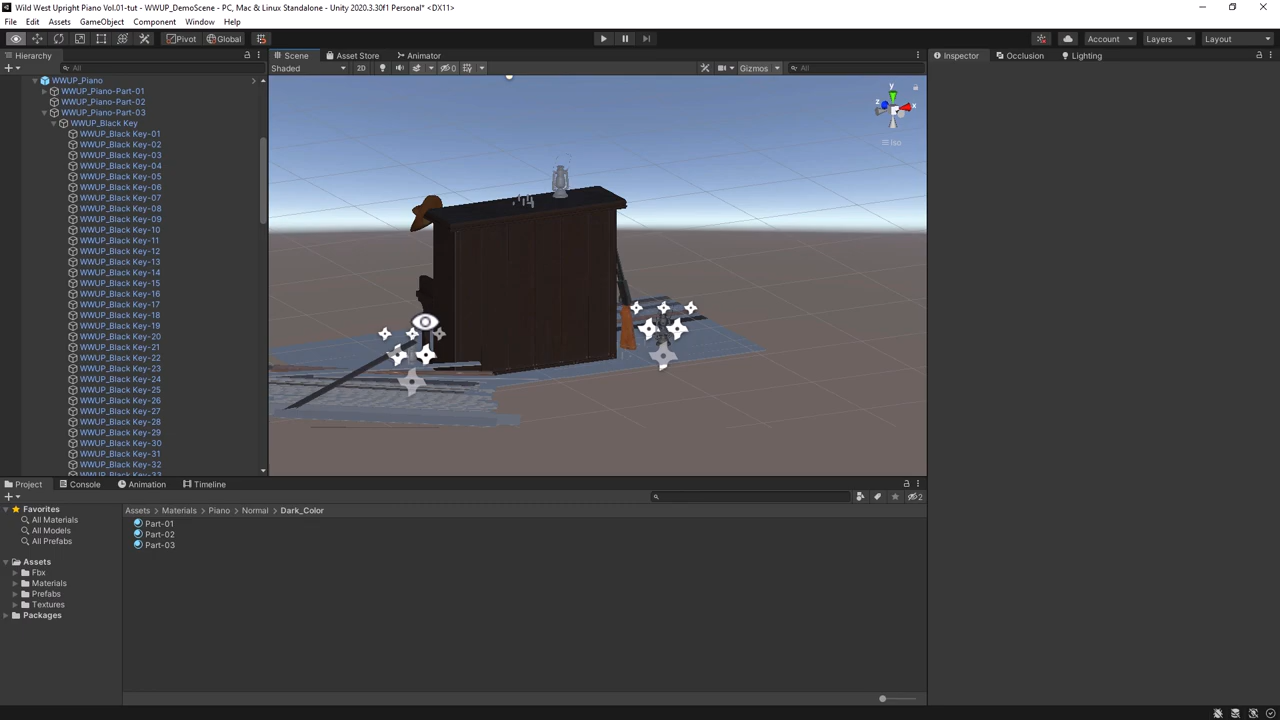 Wild West Upright Piano Vol.01-tut - WWUP_DemoScene - PC, Mac & Linux Standalone - Unity 2020.3.30f1 Personal* <DX11>
File Edit Assets GameObject Component Window Help
Pivot Global Account Layers Layout
Hierarchy Scene Asset Store Animator Inspector Occlusion Lighting
All Shaded 2D 0 Gizmos All
WWUP_Piano
WWUP_Piano-Part-01
WWUP_Piano-Part-02
WWUP_Piano-Part-03
WWUP_Black Key
WWUP_Black Key-01
WWUP_Black Key-02
WWUP_Black Key-03
WWUP_Black Key-04
WWUP_Black Key-05
WWUP_Black Key-06
WWUP_Black Key-07
WWUP_Black Key-08
WWUP_Black Key-09
WWUP_Black Key-10
WWUP_Black Key-11
WWUP_Black Key-12
WWUP_Black Key-13
WWUP_Black Key-14
WWUP_Black Key-15
WWUP_Black Key-16
WWUP_Black Key-17
WWUP_Black Key-18
WWUP_Black Key-19
WWUP_Black Key-20
WWUP_Black Key-21
WWUP_Black Key-22
WWUP_Black Key-23
WWUP_Black Key-24
WWUP_Black Key-25
WWUP_Black Key-26
WWUP_Black Key-27
WWUP_Black Key-28
WWUP_Black Key-29
WWUP_Black Key-30
WWUP_Black Key-31
WWUP_Black Key-32
WWUP_Black Key-33
y
z x
Iso
Project Console Animation Timeline
2
Favorites
All Materials
All Models
All Prefabs
Assets
Fbx
Materials
Prefabs
Textures
Packages
Assets Materials Piano Normal Dark_Color
Part-01
Part-02
Part-03